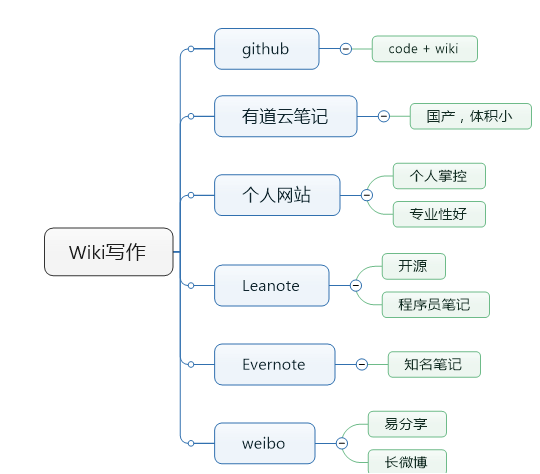 Wiki写作
github
code + wiki
有道云笔记
国产，体积小
个人网站
个人掌控
专业性好
Leanote
开源
程序员笔记
Evernote
知名笔记
weibo
易分享
长微博